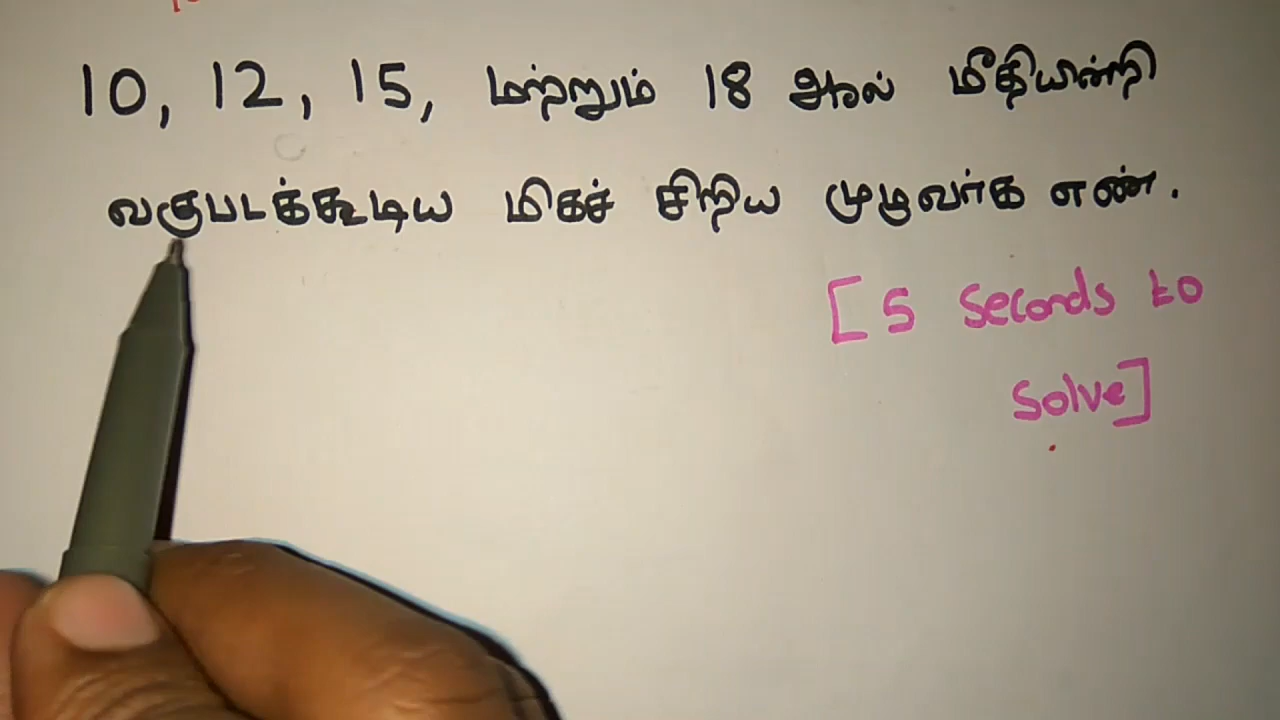 10, 12, 15, மற்றும் 18 ஆல் மீதியின்றி
வகுபடக்கூடிய மிகச் சிறிய முழுவர்க எண்.
[5 seconds to
solve]